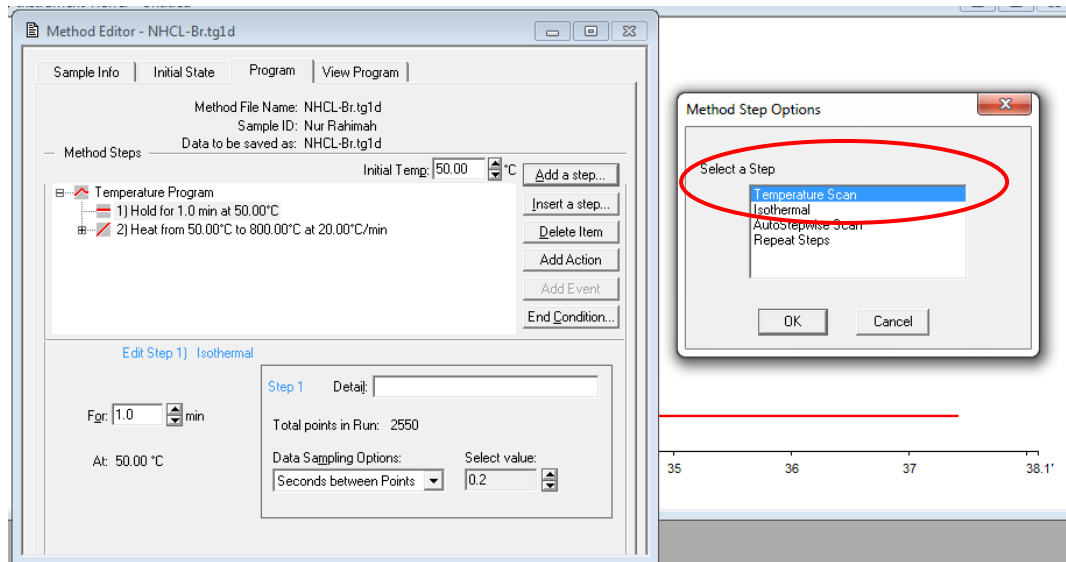 Method Editor - NHCL-Br.tg1d
Sample Info
Initial State
Program
View Program
Method File Name: NHCL-Br.tg1d
Sample ID: Nur Rahimah
Data to be saved as: NHCL-Br.tg1d
Method Steps
Initial Temp: 50.00 °C
Add a step...
Temperature Program
Insert a step...
1) Hold for 1.0 min at 50.00°C
2) Heat from 50.00°C to 800.00°C at 20.00°C/min
Delete Item
Add Action
Add Event
End Condition...
Edit Step 1) Isothermal
Step 1 Detail:
For: 1.0 min
Total points in Run: 2550
At: 50.00 °C
Data Sampling Options:
Select value:
Seconds between Points
0.2
Method Step Options
Select a Step
Temperature Scan
Isothermal
AutoStepwise Scan
Repeat Steps
OK
Cancel
35 36 37 38.1'